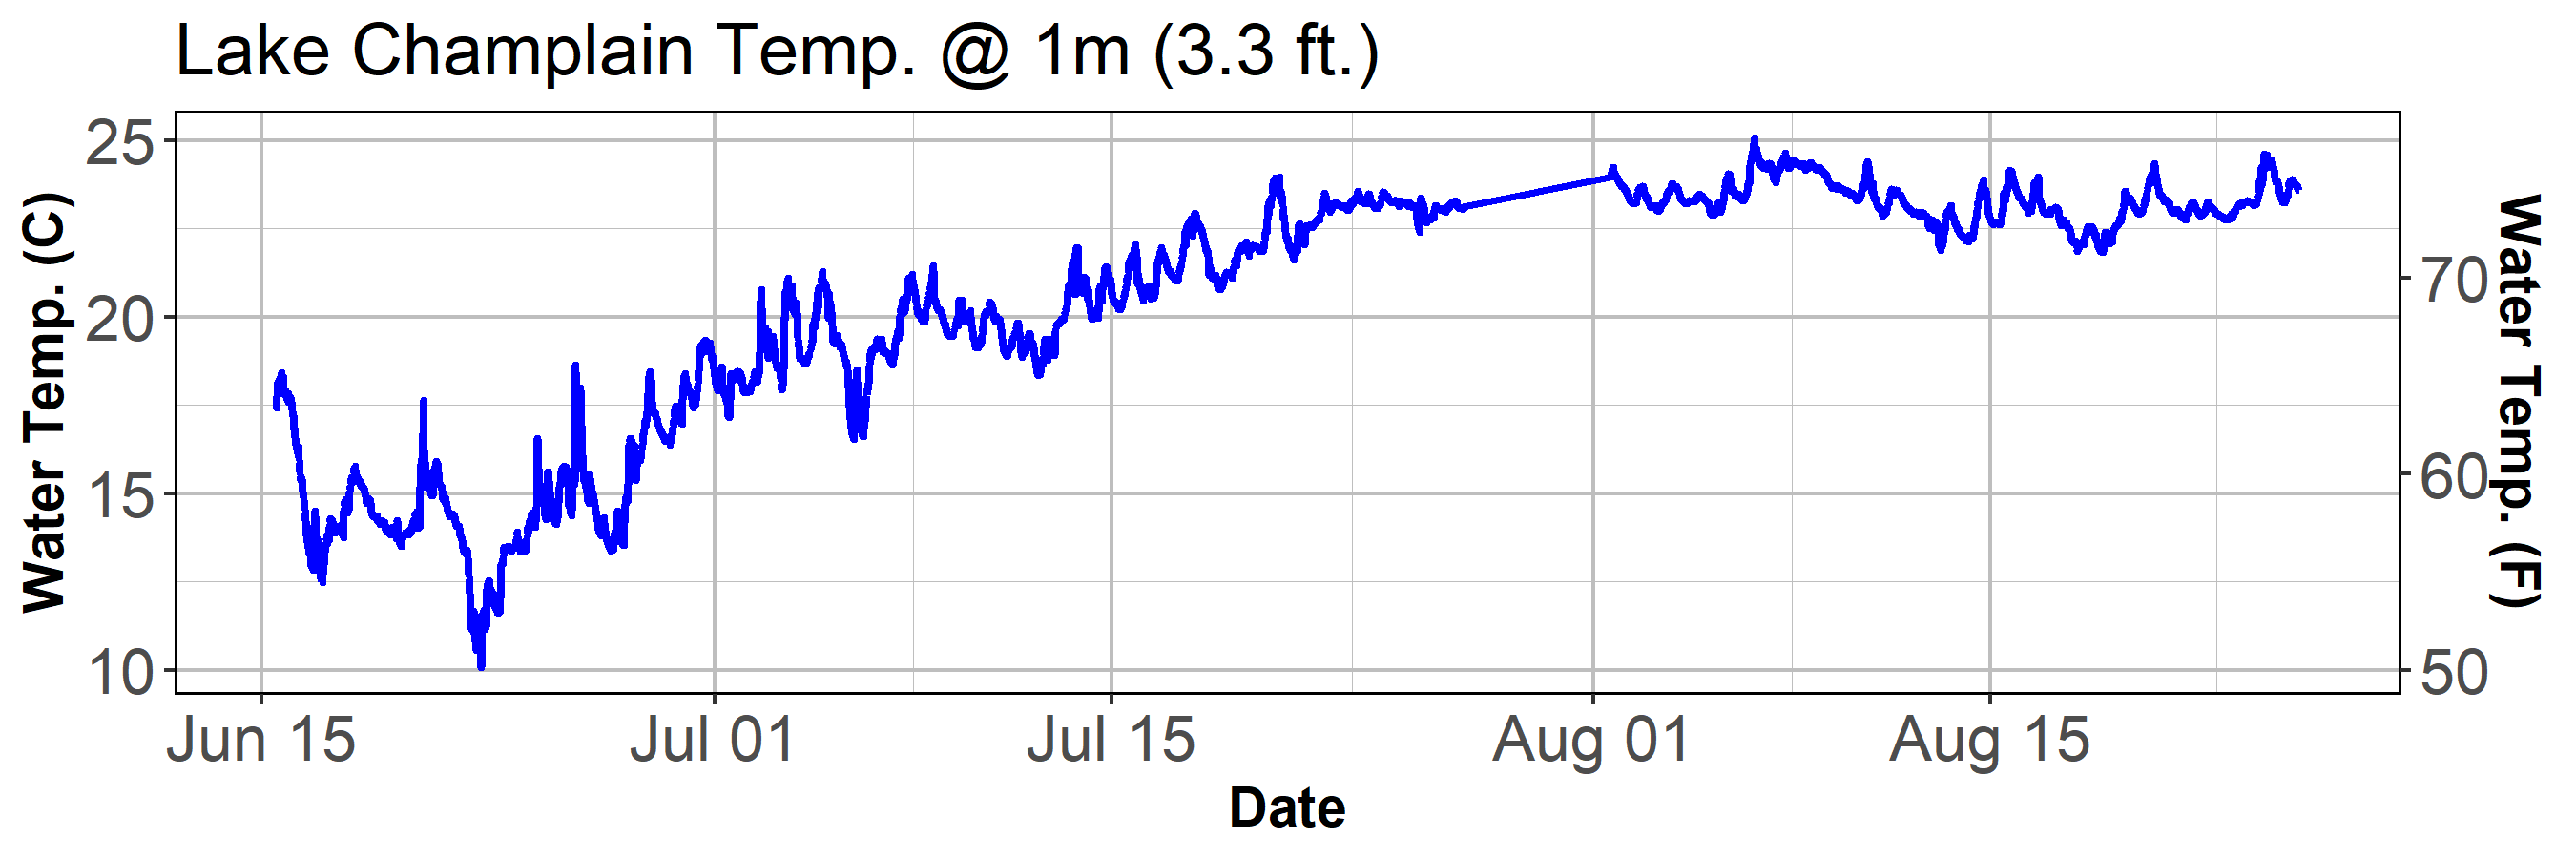 Lake Champlain Temp. @ 1m (3.3 ft.)
Water Temp. (C)
25
20
15
10
Water Temp. (F)
70
60
50
Jun 15
Jul 01
Jul 15
Aug 01
Aug 15
Date